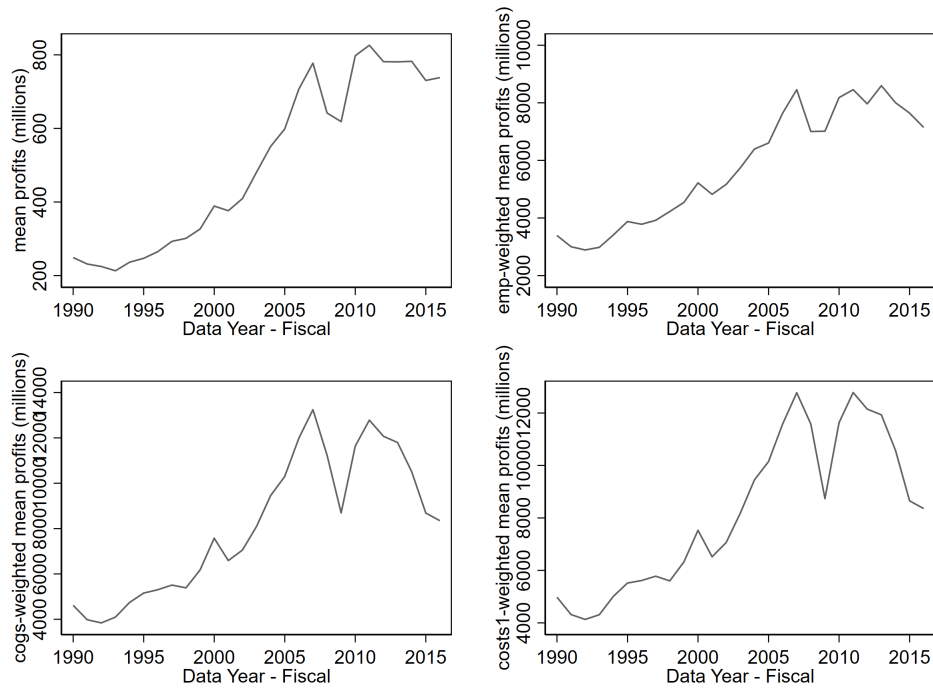 mean profits (millions)
800
600
400
200
1990 1995 2000 2005 2010 2015
Data Year - Fiscal
emp-weighted mean profits (millions)
10000
8000
6000
4000
2000
1990 1995 2000 2005 2010 2015
Data Year - Fiscal
cogs-weighted mean profits (millions)
14000
12000
10000
8000
6000
4000
1990 1995 2000 2005 2010 2015
Data Year - Fiscal
costs1-weighted mean profits (millions)
12000
10000
8000
6000
4000
1990 1995 2000 2005 2010 2015
Data Year - Fiscal